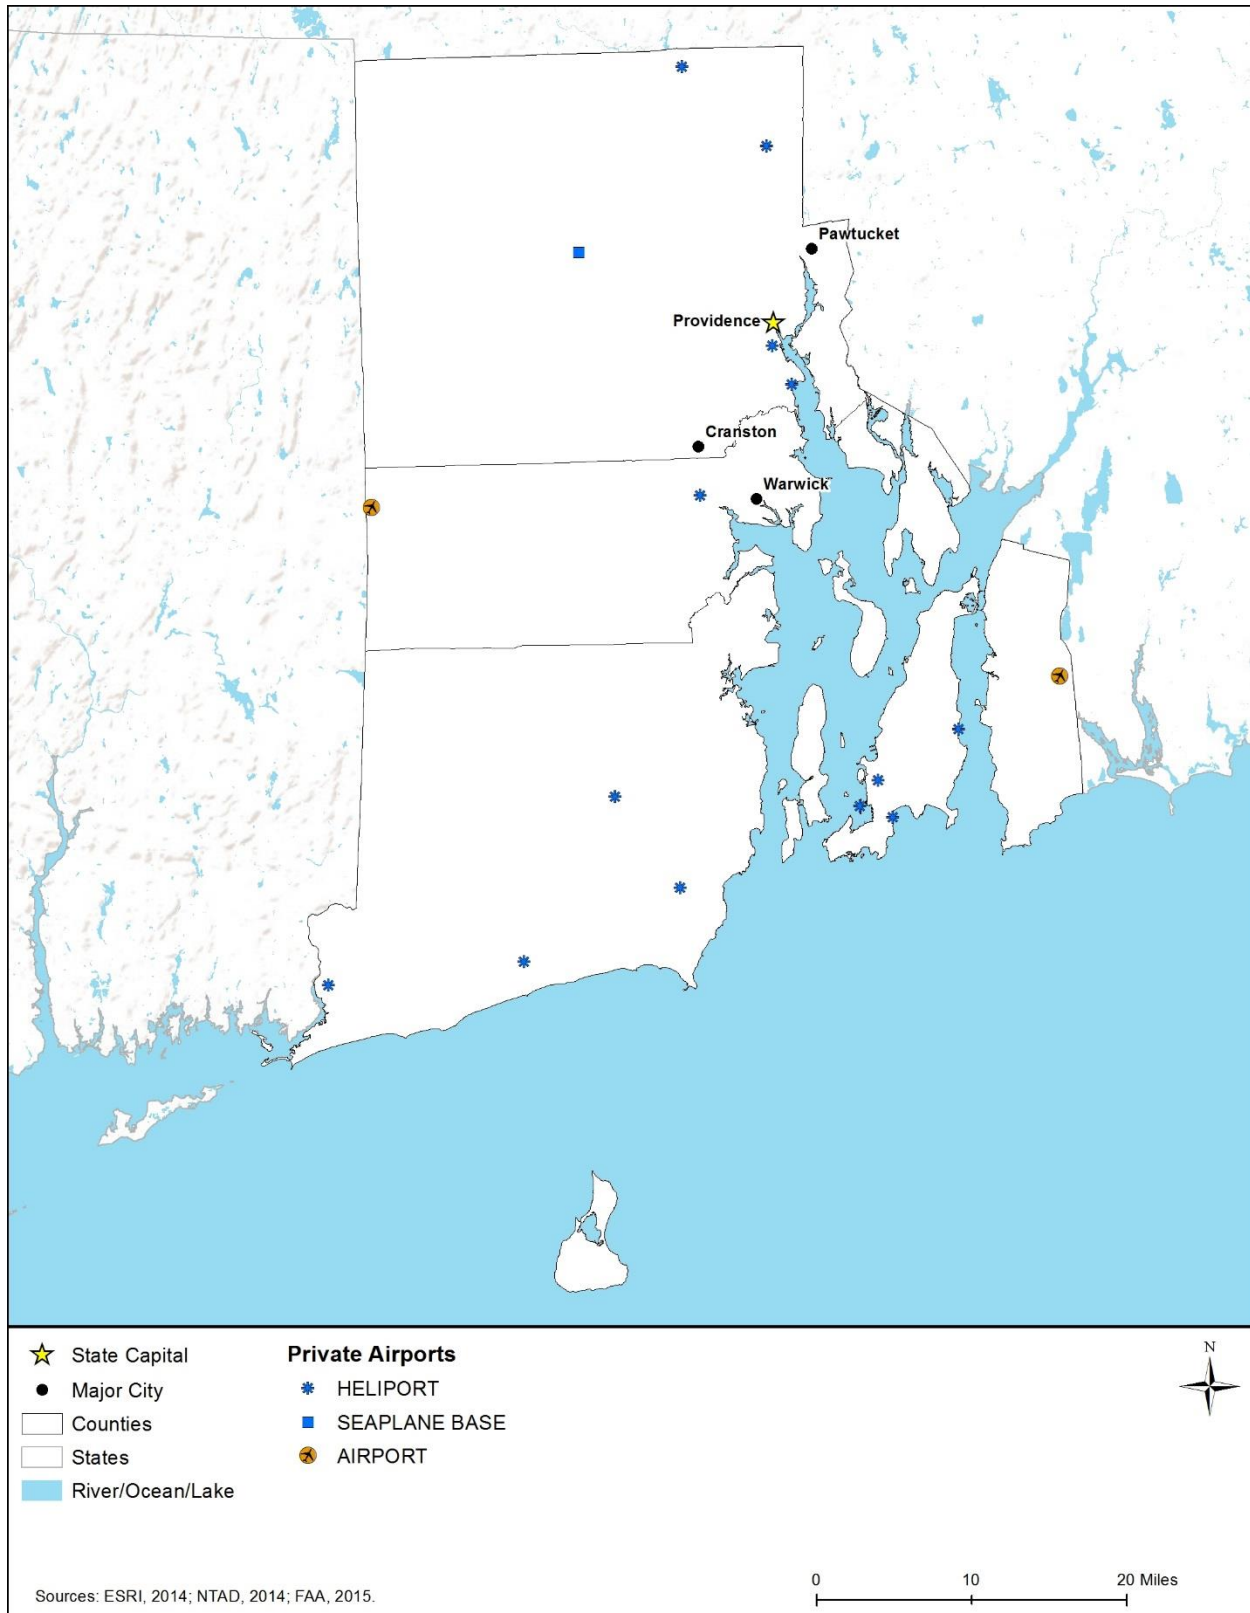 Pawtucket
Providence
Cranston
Warwick
State Capital
Major City
Counties
States
River/Ocean/Lake
Private Airports
HELIPORT
SEAPLANE BASE
AIRPORT
N
Sources: ESRI, 2014; NTAD, 2014; FAA, 2015.
0 10 20 Miles